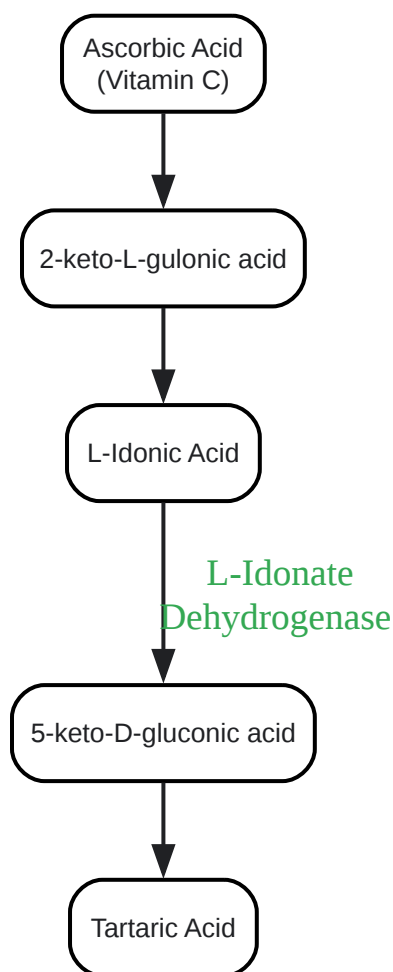 Ascorbic Acid
(Vitamin C)
2-keto-L-gulonic acid
L-Idonic Acid
L-Idonate
Dehydrogenase
5-keto-D-gluconic acid
Tartaric Acid